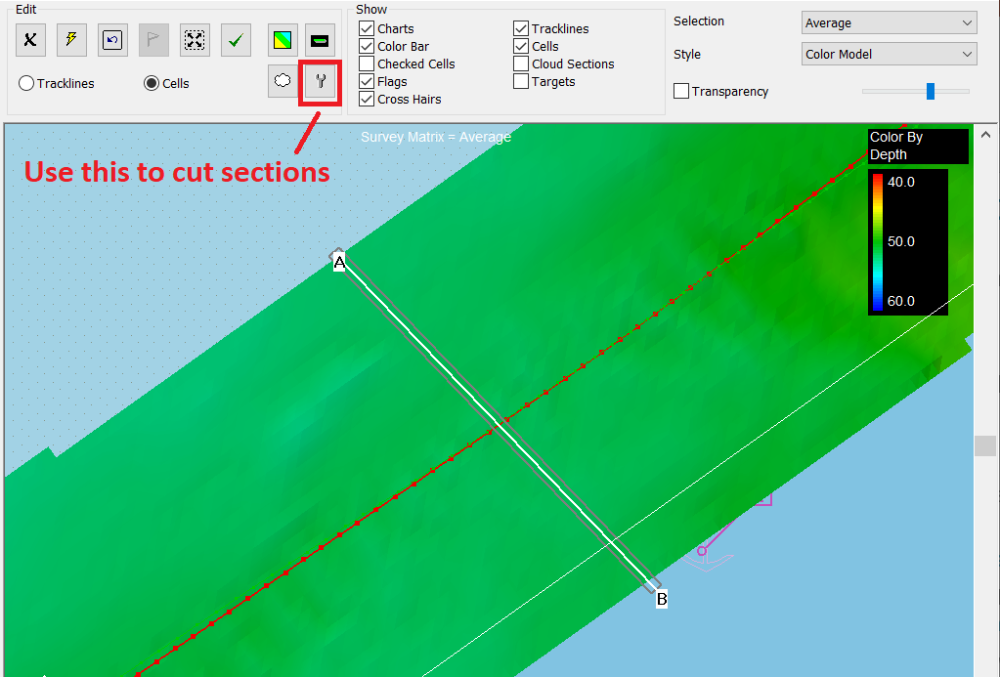 Edit
Tracklines
Cells
Show
Charts
Color Bar
Checked Cells
Flags
Cross Hairs
Tracklines
Cells
Cloud Sections
Targets
Selection
Average
Style
Color Model
Transparency
Use this to cut sections
Survey Matrix = Average
Color By
Depth
40.0
50.0
60.0
A
B